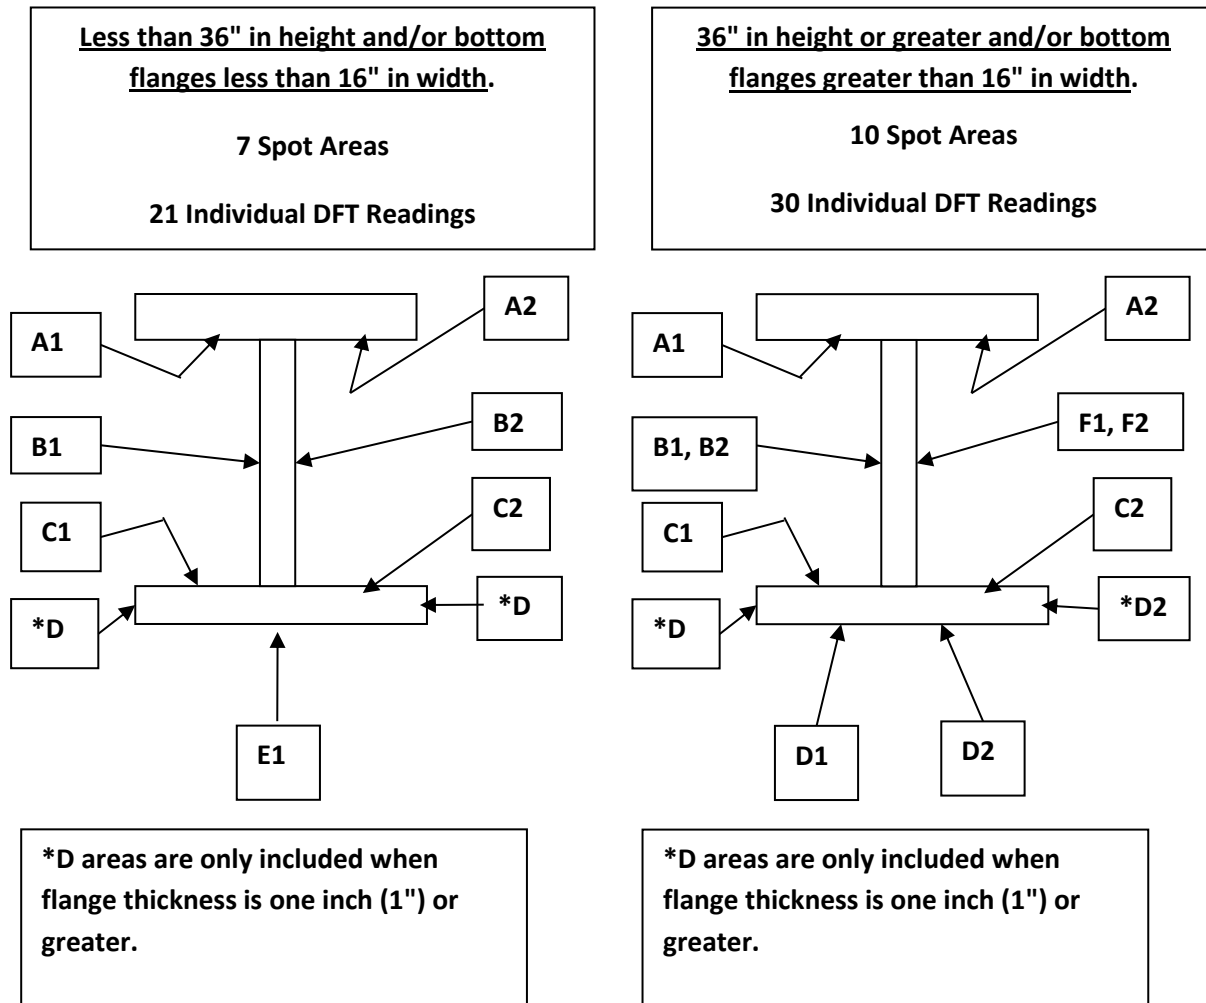 Less than 36" in height and/or bottom
flanges less than 16" in width.
7 Spot Areas
21 Individual DFT Readings
A1
A2
B1
B2
C1
C2
*D
*D
E1
*D areas are only included when
flange thickness is one inch (1") or
greater.
36" in height or greater and/or bottom
flanges greater than 16" in width.
10 Spot Areas
30 Individual DFT Readings
A1
A2
B1, B2
F1, F2
C1
C2
*D
*D2
D1
D2
*D areas are only included when
flange thickness is one inch (1") or
greater.